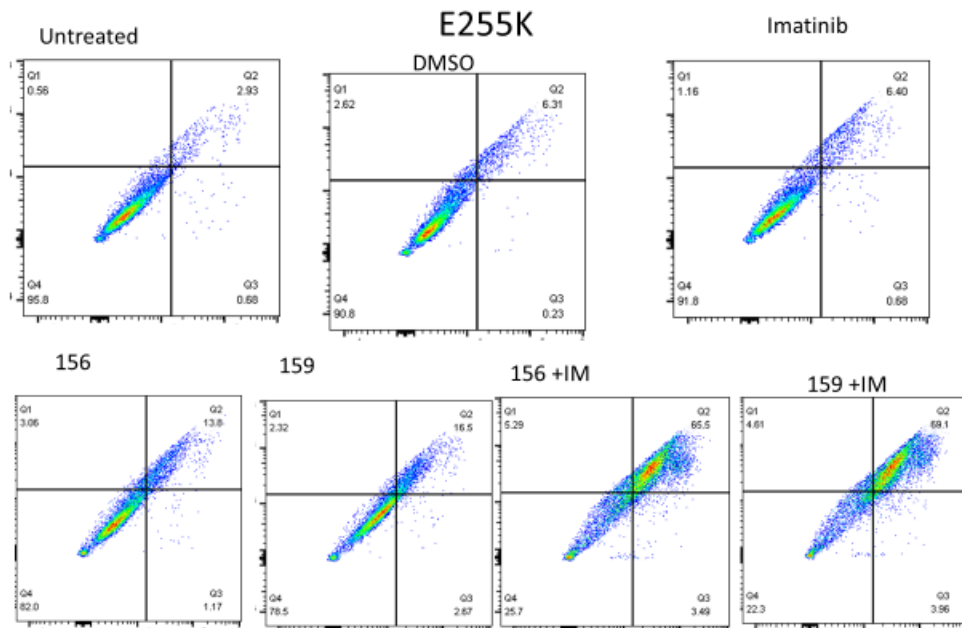 E255K
Untreated
DMSO
Imatinib
Q1
0.56
Q2
2.93
Q4
95.8
Q3
0.68
Q1
2.62
Q2
6.31
Q4
90.8
Q3
0.23
Q1
1.16
Q2
6.40
Q4
91.8
Q3
0.68
156
159
156 +IM
159 +IM
Q1
3.06
Q2
13.8
Q4
82.0
Q3
1.17
Q1
2.32
Q2
16.5
Q4
78.5
Q3
2.67
Q1
5.29
Q2
65.5
Q4
25.7
Q3
3.49
Q1
4.61
Q2
69.1
Q4
22.3
Q3
3.96